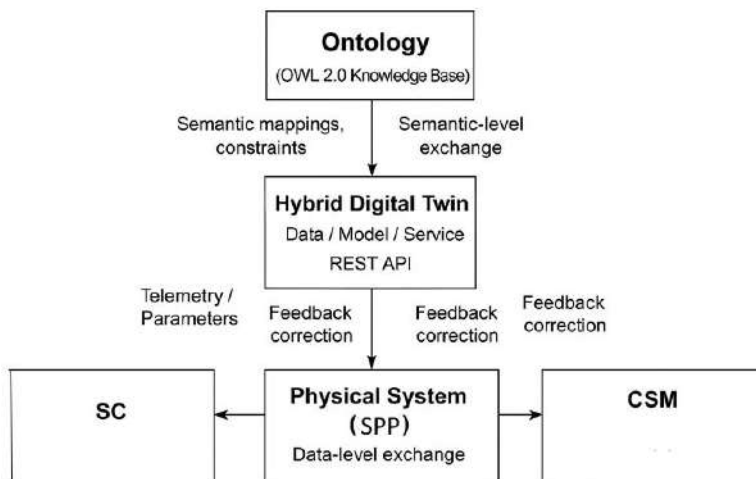 Ontology
(OWL 2.0 Knowledge Base)
Semantic mappings,
constraints
Semantic-level
exchange
Hybrid Digital Twin
Data / Model / Service
REST API
Telemetry /
Parameters
Feedback
correction
Feedback
correction
Feedback
correction
SC
Physical System
(SPP)
Data-level exchange
CSM